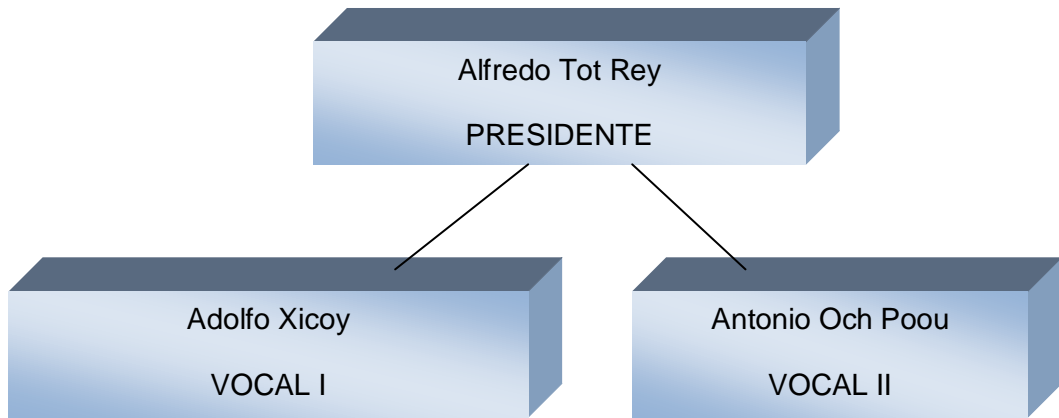 Alfredo Tot Rey
PRESIDENTE
Adolfo Xicoy
VOCAL I
Antonio Och Poou
VOCAL II